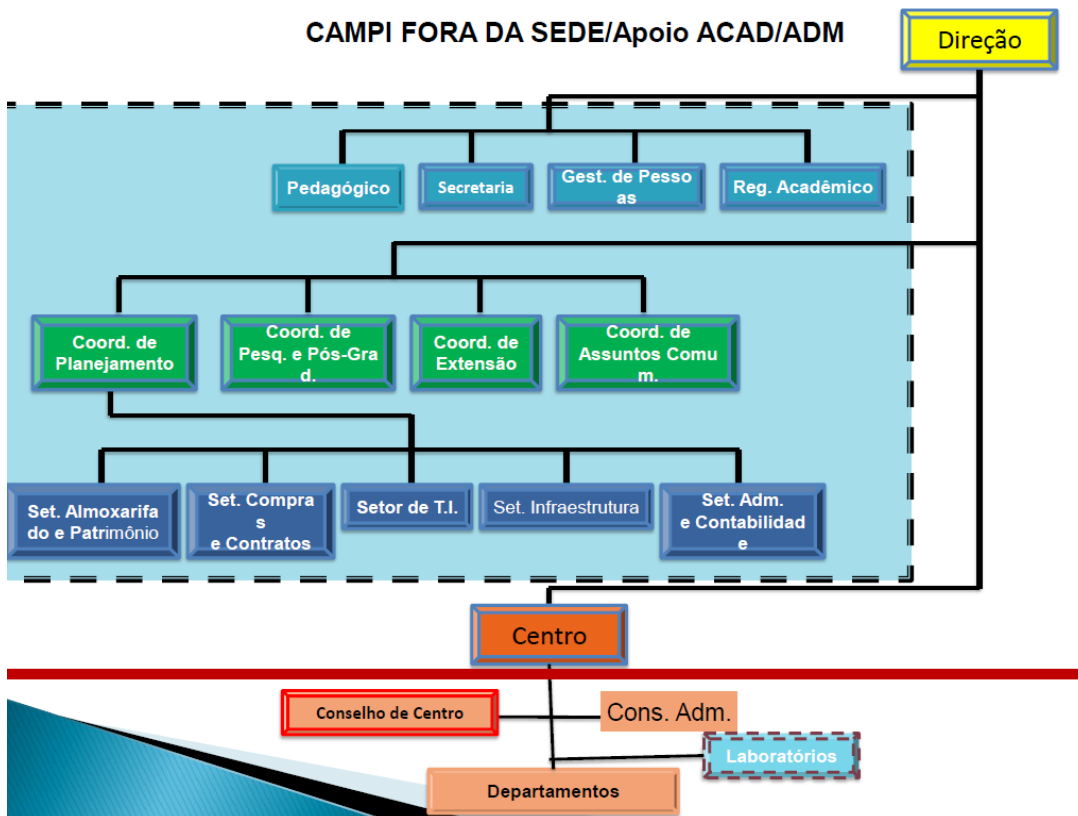 CAMPI FORA DA SEDE/Apoio ACAD/ADM
Direção
Pedagógico
Secretaria
Gest. de Pesso
as
Reg. Acadêmico
Coord. de
Planejamento
Coord. de
Pesq. e Pós-Gra
d.
Coord. de
Extensão
Coord. de
Assuntos Comu
m.
Set. Almoxarifa
do e Patrimônio
Set. Compra
s
e Contratos
Setor de T.I.
Set. Infraestrutura
Set. Adm.
e Contabilidad
e
Centro
Conselho de Centro
Cons. Adm.
Laboratórios
Departamentos